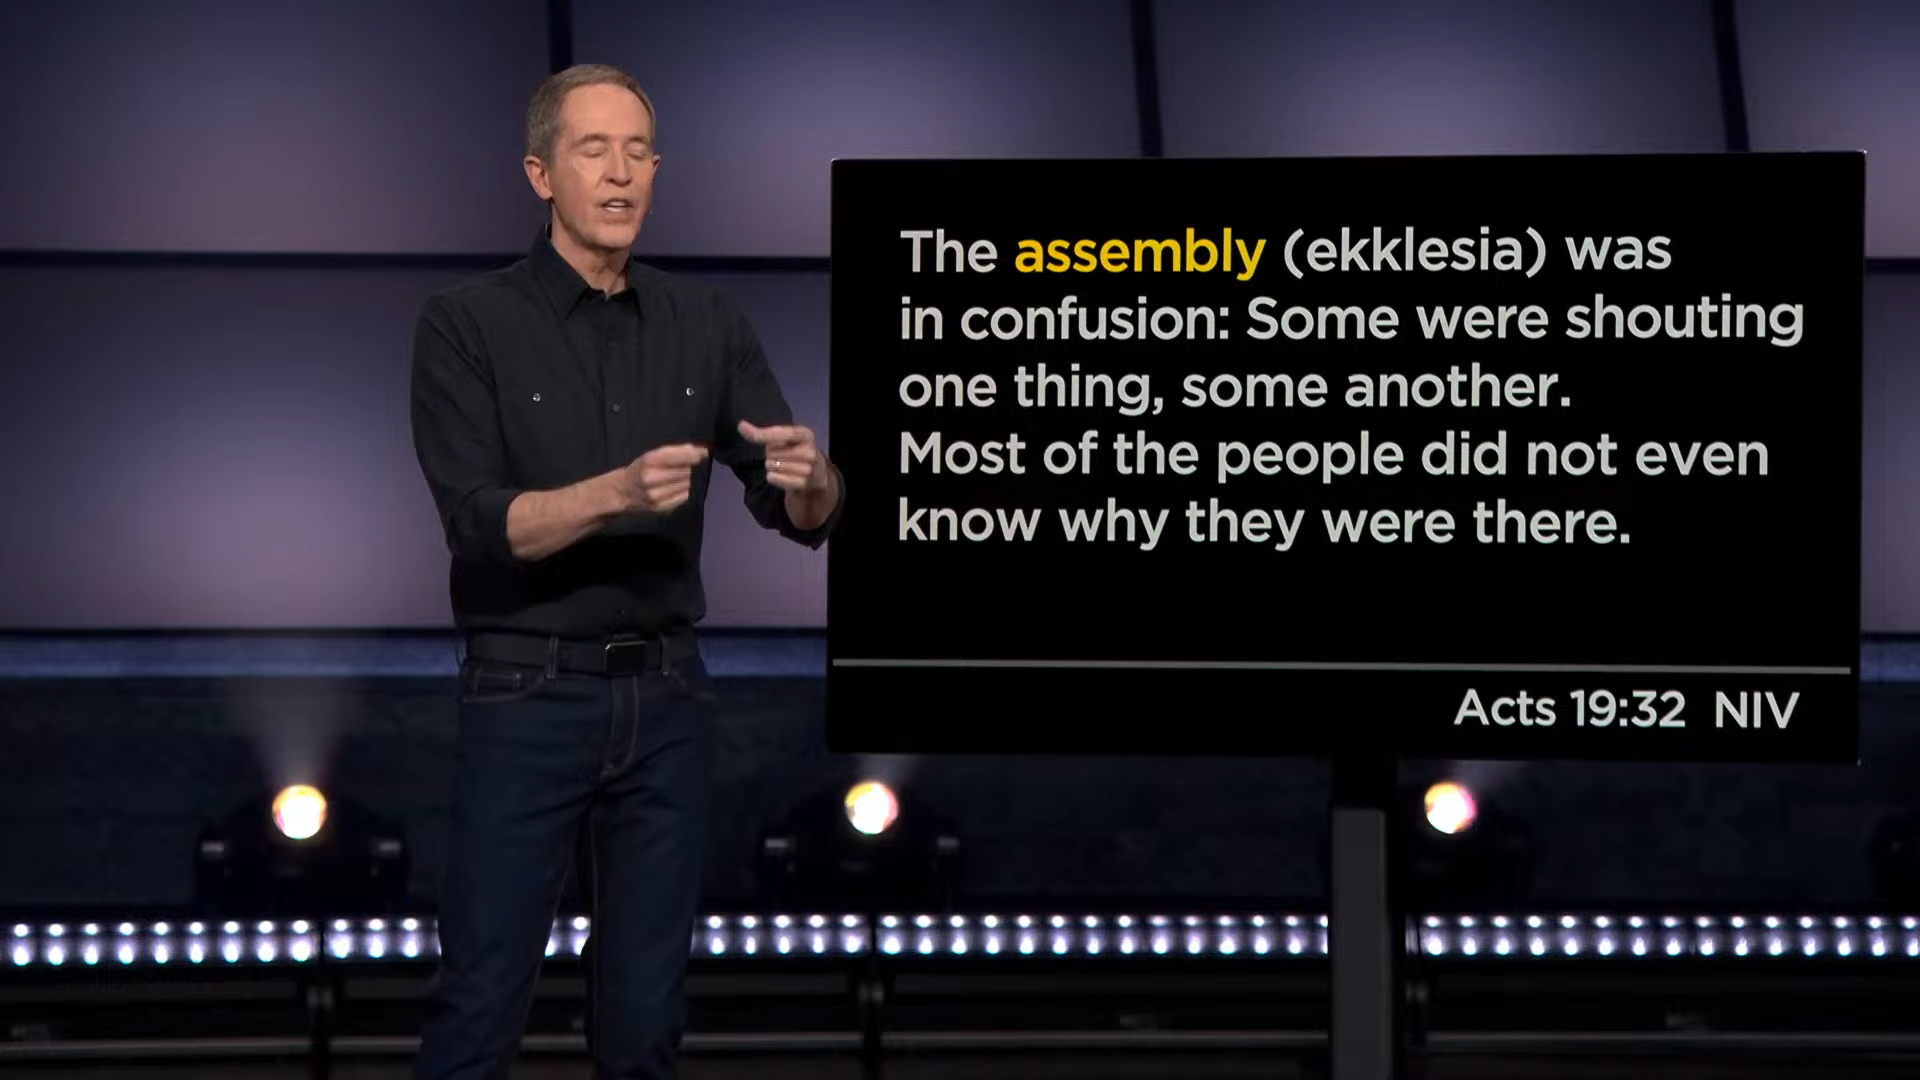 The assembly (ekklesia) was
in confusion: Some were shouting
one thing, some another.
Most of the people did not even
know why they were there.
Acts 19:32 NIV